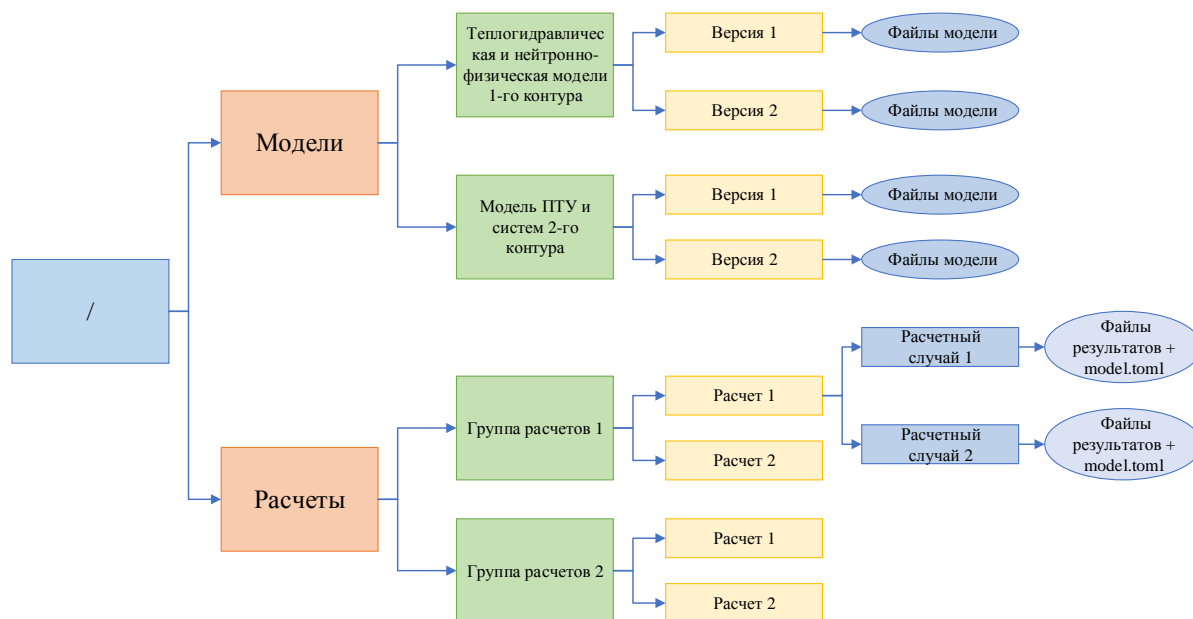 Теплогидравличес
кая и нейтронно-
физическая модели
1-го контура
Версия 1
Файлы модели
Версия 2
Файлы модели
Модели
Модель ПТУ и
систем 2-го
контура
Версия 1
Файлы модели
Версия 2
Файлы модели
/
Расчеты
Группа расчетов 1
Расчет 1
Расчетный
случай 1
Файлы
результатов +
model.toml
Расчетный
случай 2
Файлы
результатов +
model.toml
Расчет 2
Группа расчетов 2
Расчет 1
Расчет 2